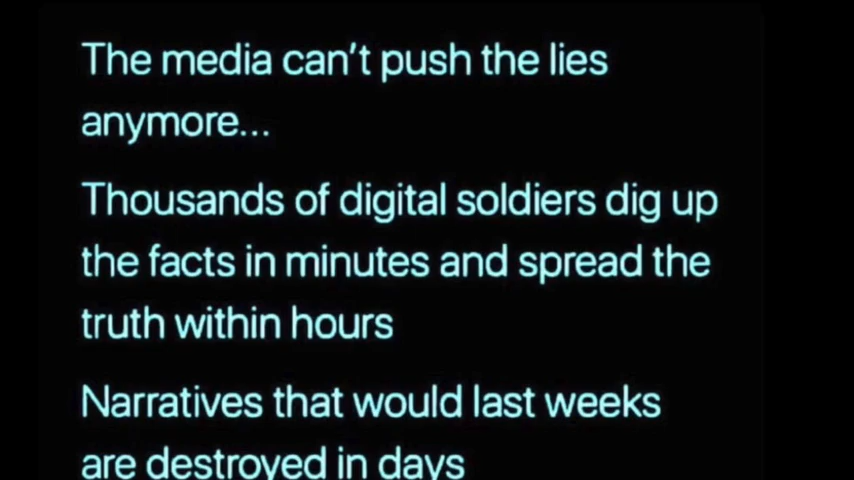 The media can't push the lies
anymore...
Thousands of digital soldiers dig up
the facts in minutes and spread the
truth within hours
Narratives that would last weeks
are destroyed in days